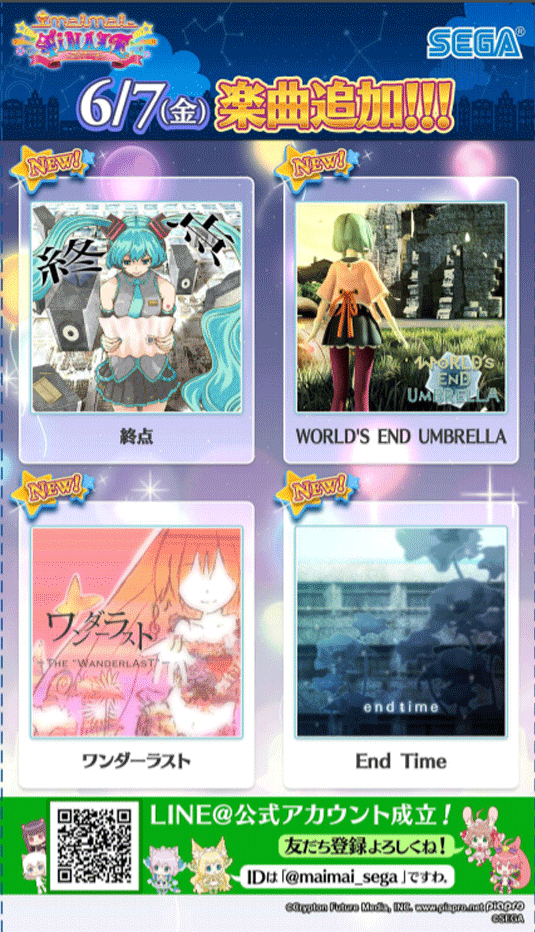 maimai
FiNALE
SEGA®
6/7(金) 楽曲追加!!!
NEW!
NEW!
終点
WORLD'S END UMBRELLA
終点
WORLD'S END UMBRELLA
NEW!
NEW!
ワンダーラスト
THE "WANDERLAST"
endtime
ワンダーラスト
End Time
LINE@公式アカウント成立！
友だち登録よろしくね！
IDは「@maimai_sega」ですわ。
©Crypton Future Media, INC. www.piapro.net piapro
©SEGA